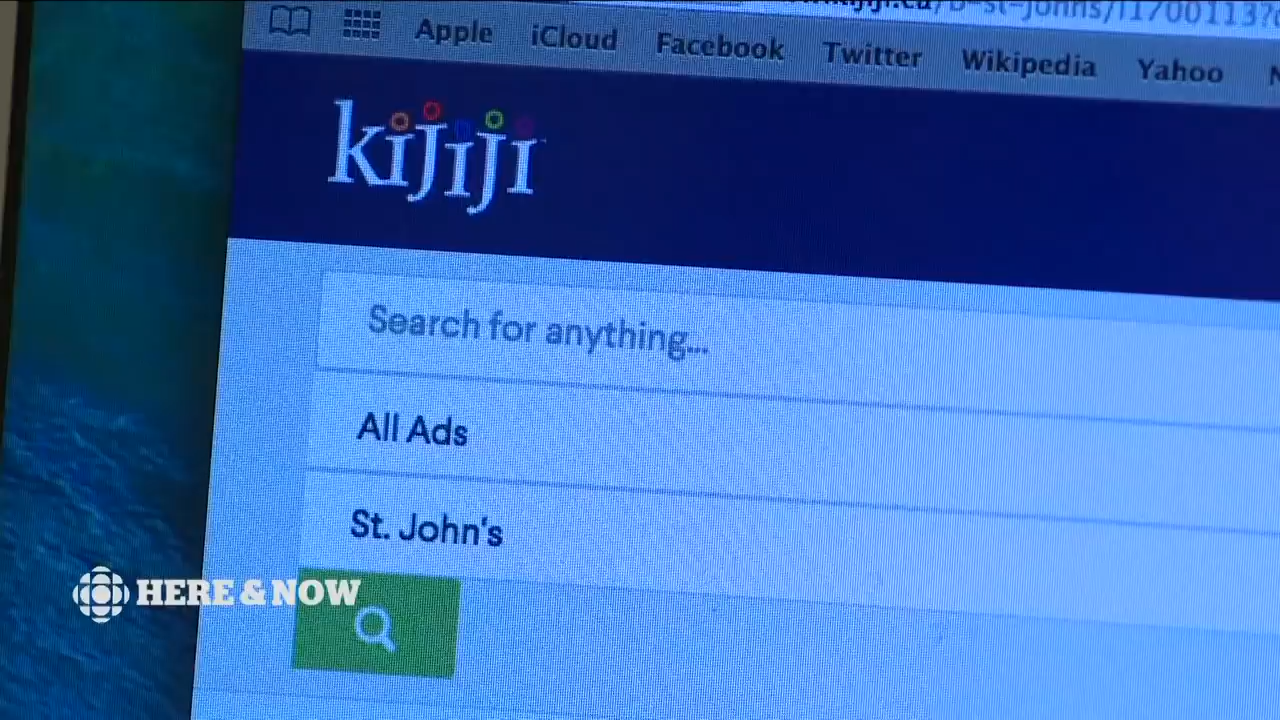 Apple iCloud Facebook Twitter Wikipedia Yahoo
kijiji
Search for anything...
All Ads
St. John's
HERE & NOW